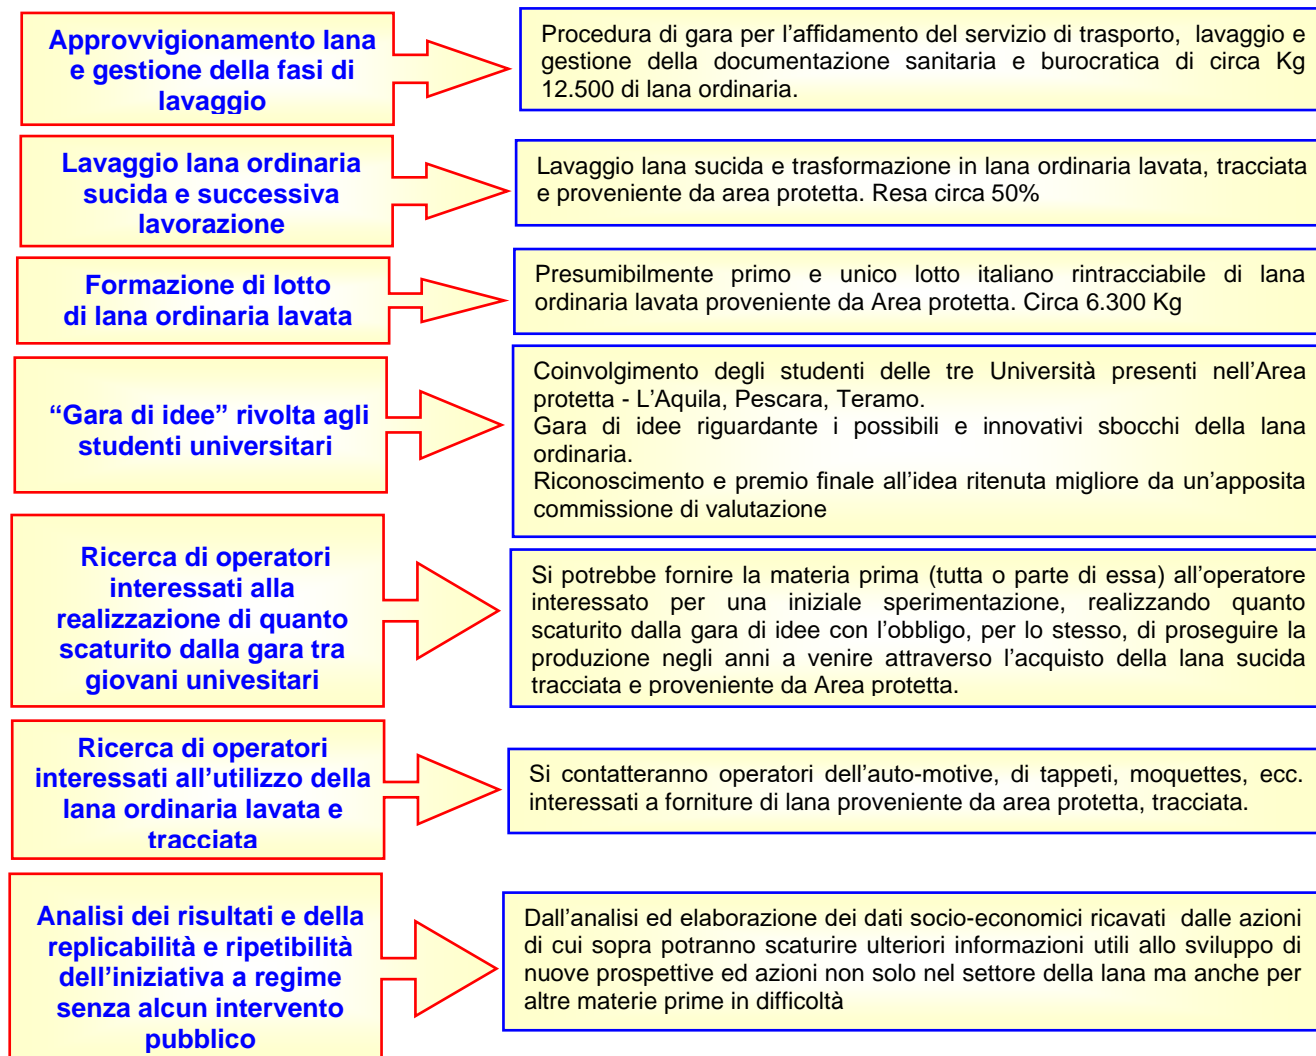 Approvvigionamento lana
e gestione della fasi di
lavaggio
Procedura di gara per l’affidamento del servizio di trasporto, lavaggio e
gestione della documentazione sanitaria e burocratica di circa Kg
12.500 di lana ordinaria.
Lavaggio lana ordinaria
sucida e successiva
lavorazione
Lavaggio lana sucida e trasformazione in lana ordinaria lavata, tracciata
e proveniente da area protetta. Resa circa 50%
Formazione di lotto
di lana ordinaria lavata
Presumibilmente primo e unico lotto italiano rintracciabile di lana
ordinaria lavata proveniente da Area protetta. Circa 6.300 Kg
“Gara di idee” rivolta agli
studenti universitari
Coinvolgimento degli studenti delle tre Università presenti nell’Area
protetta - L’Aquila, Pescara, Teramo.
Gara di idee riguardante i possibili e innovativi sbocchi della lana
ordinaria.
Riconoscimento e premio finale all’idea ritenuta migliore da un’apposita
commissione di valutazione
Ricerca di operatori
interessati alla
realizzazione di quanto
scaturito dalla gara tra
giovani univesitari
Si potrebbe fornire la materia prima (tutta o parte di essa) all’operatore
interessato per una iniziale sperimentazione, realizzando quanto
scaturito dalla gara di idee con l’obbligo, per lo stesso, di proseguire la
produzione negli anni a venire attraverso l’acquisto della lana sucida
tracciata e proveniente da Area protetta.
Ricerca di operatori
interessati all’utilizzo della
lana ordinaria lavata e
tracciata
Si contatteranno operatori dell’auto-motive, di tappeti, moquettes, ecc.
interessati a forniture di lana proveniente da area protetta, tracciata.
Analisi dei risultati e della
replicabilità e ripetibilità
dell’iniziativa a regime
senza alcun intervento
pubblico
Dall’analisi ed elaborazione dei dati socio-economici ricavati dalle azioni
di cui sopra potranno scaturire ulteriori informazioni utili allo sviluppo di
nuove prospettive ed azioni non solo nel settore della lana ma anche per
altre materie prime in difficoltà